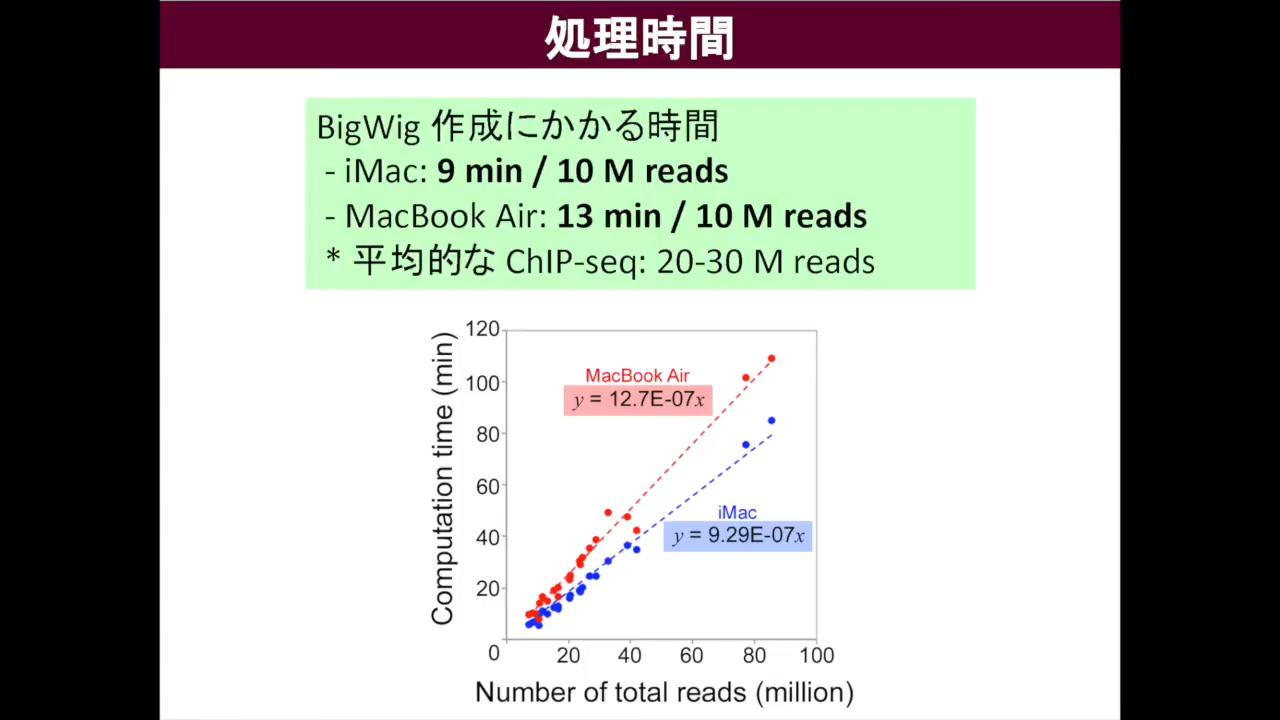 処理時間
BigWig 作成にかかる時間
- iMac: 9 min / 10 M reads
- MacBook Air: 13 min / 10 M reads
* 平均的な ChIP-seq: 20-30 M reads
120
100
80
60
40
20
0
Computation time (min)
MacBook Air
y = 12.7E-07x
iMac
y = 9.29E-07x
20 40 60 80 100
Number of total reads (million)